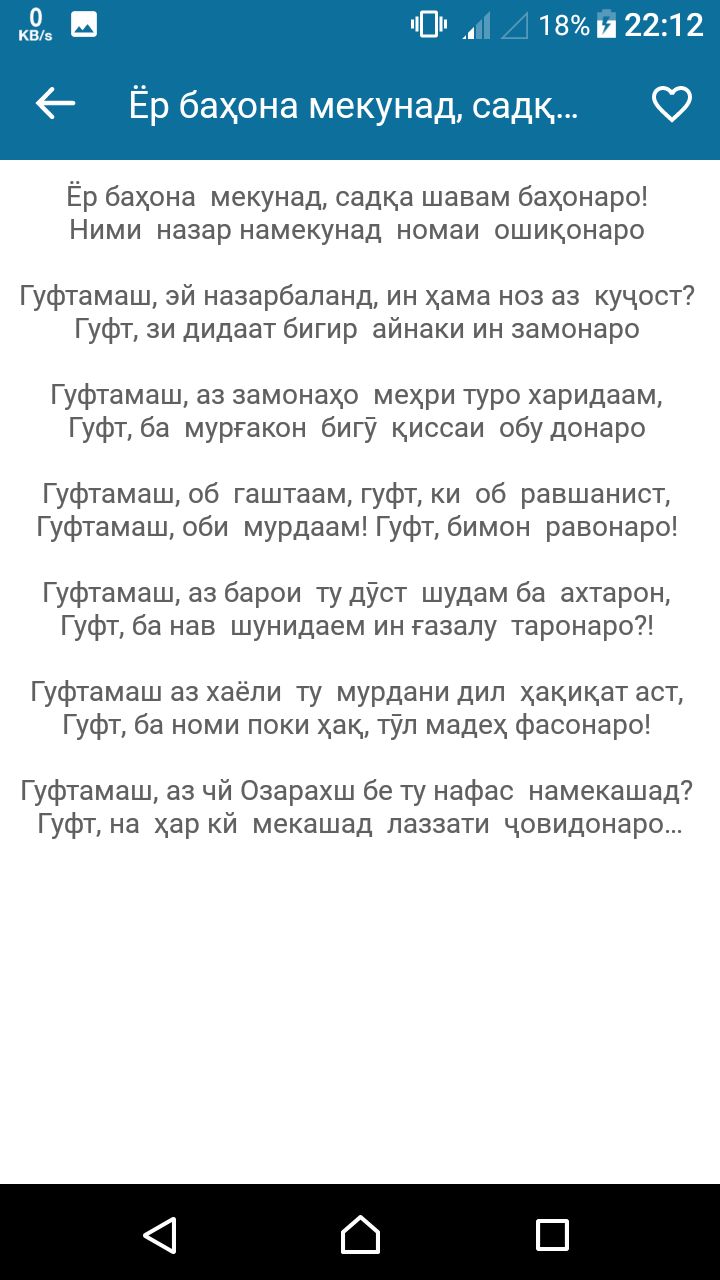 0
KB/s
18%
22:12
Ёр баҳона мекунад, садқ...
Ёр баҳона мекунад, садқа шавам баҳонаро!
Ними назар намекунад номаи ошиқонаро
Гуфтамаш, эй назарбаланд, ин ҳама ноз аз куҷост?
Гуфт, зи дидаат бигир айнаки ин замонаро
Гуфтамаш, аз замонаҳо меҳри туро харидаам,
Гуфт, ба мурғакон бигӯ қиссаи обу донаро
Гуфтамаш, об гаштаам, гуфт, ки об равшанист,
Гуфтамаш, оби мурдаам! Гуфт, бимон равонаро!
Гуфтамаш, аз барои ту дӯст шудам ба ахтарон,
Гуфт, ба нав шунидаем ин ғазалу таронаро?!
Гуфтамаш аз хаёли ту мурдани дил ҳақиқат аст,
Гуфт, ба номи поки ҳақ, тӯл мадеҳ фасонаро!
Гуфтамаш, аз чӣ Озарахш бе ту нафас намекашад?
Гуфт, на ҳар кӣ мекашад лаззати ҷовидонаро...